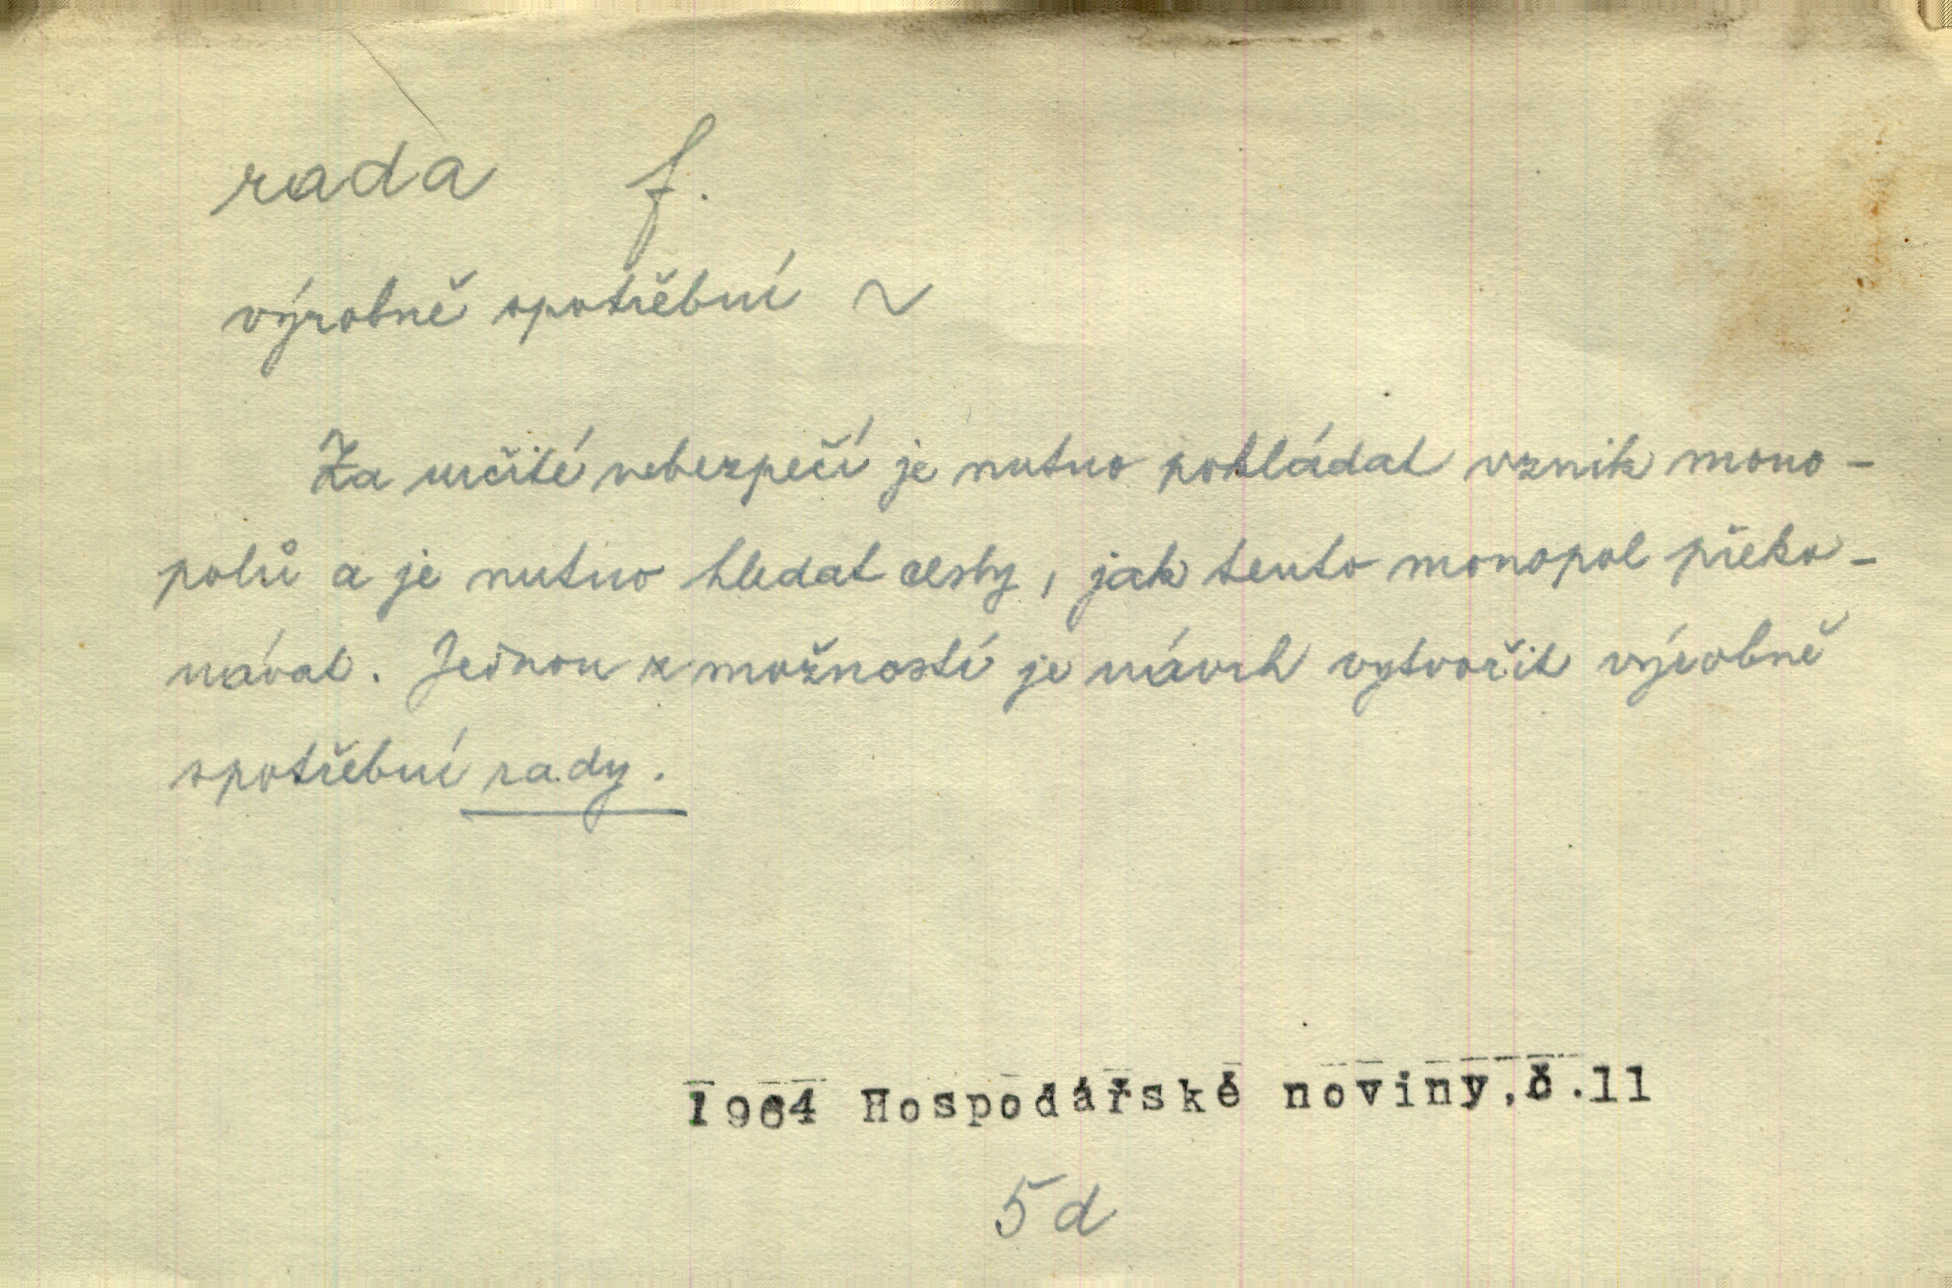 rada f.
výrobně spotřební ~
Za určité nebezpečí je nutno pokládat vznik mono-
polů a je nutno hledat cesty, jak tento monopol překo-
návat. Jednou z možností je návrh vytvořit výrobně
spotřební rady.
1964 Hospodářské noviny,č.11
5d